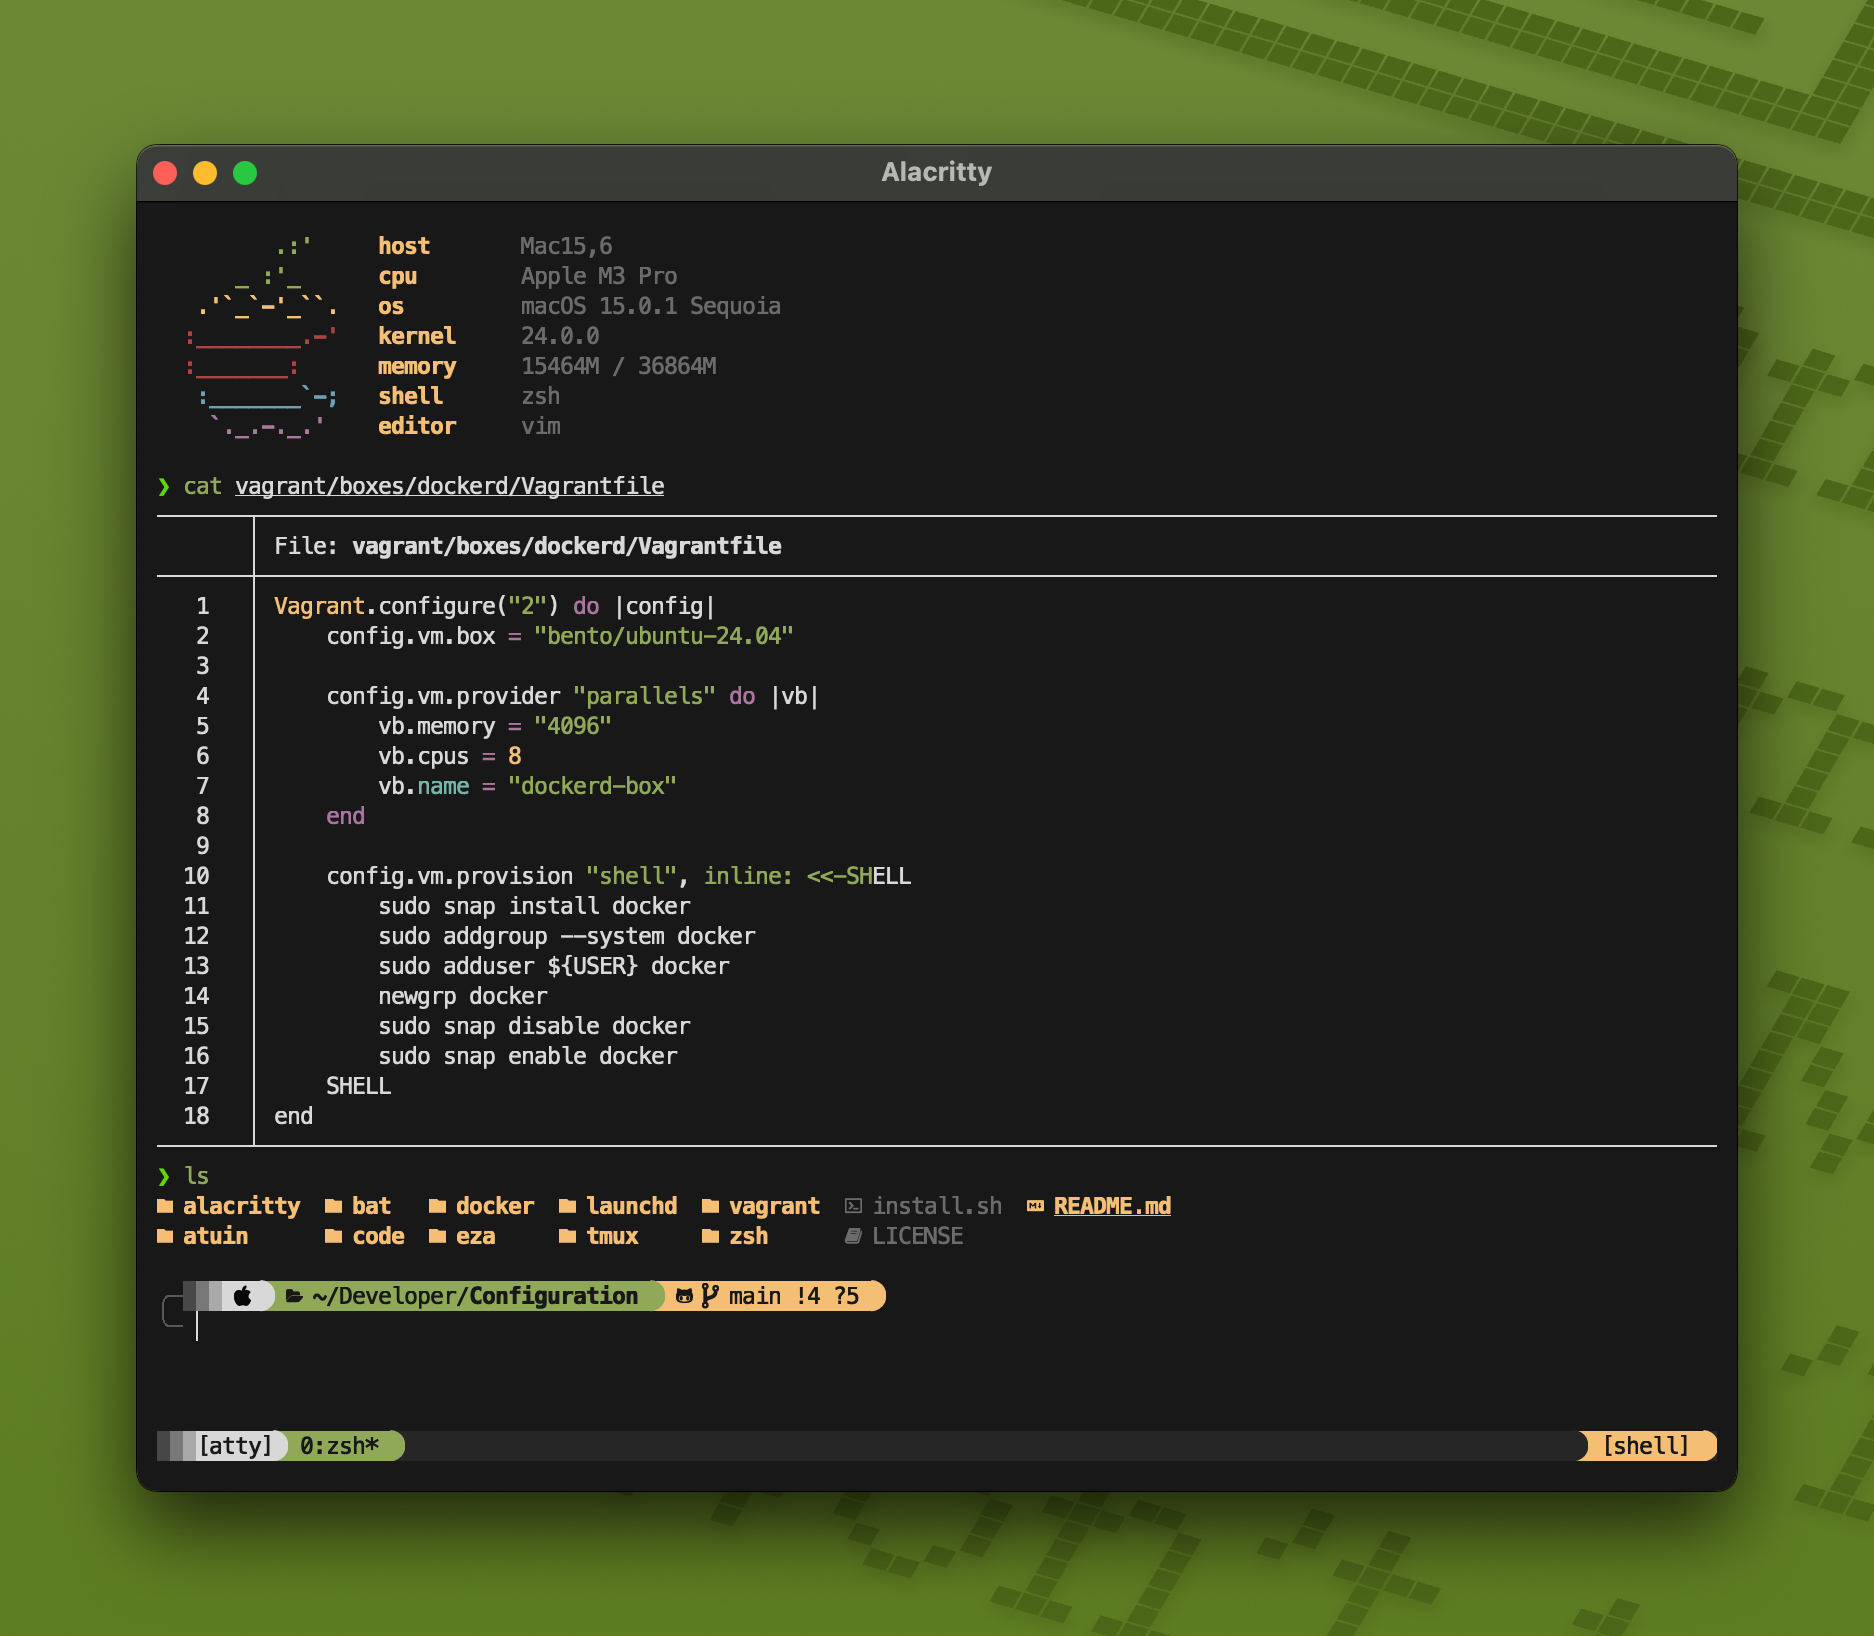 Alacritty
host Mac15,6
cpu Apple M3 Pro
os macOS 15.0.1 Sequoia
kernel 24.0.0
memory 15464M / 36864M
shell zsh
editor vim
❯ cat vagrant/boxes/dockerd/Vagrantfile
File: vagrant/boxes/dockerd/Vagrantfile
1 Vagrant.configure("2") do |config|
2 config.vm.box = "bento/ubuntu-24.04"
3
4 config.vm.provider "parallels" do |vb|
5 vb.memory = "4096"
6 vb.cpus = 8
7 vb.name = "dockerd-box"
8 end
9
10 config.vm.provision "shell", inline: <<-SHELL
11 sudo snap install docker
12 sudo addgroup --system docker
13 sudo adduser ${USER} docker
14 newgrp docker
15 sudo snap disable docker
16 sudo snap enable docker
17 SHELL
18 end
❯ ls
alacritty bat docker launchd vagrant install.sh README.md
atuin code eza tmux zsh LICENSE
~/Developer/Configuration main !4 ?5
[atty] 0:zsh* [shell]